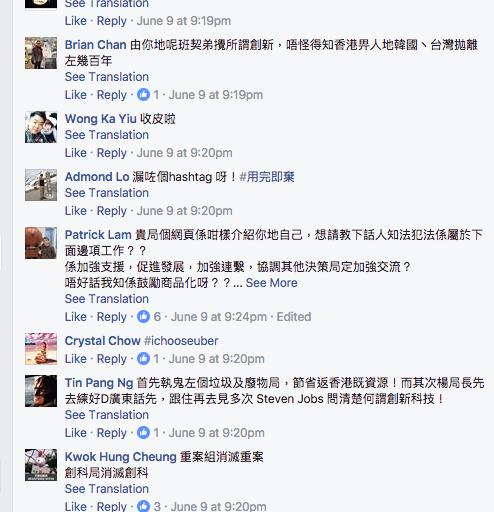 See Translation
Like · Reply · June 9 at 9:19pm
Brian Chan 由你地呢班契弟攪所謂創新，唔怪得知香港畀人地韓國、台灣拋離
左幾百年
See Translation
Like · Reply · 1 · June 9 at 9:19pm
Wong Ka Yiu 收皮啦
See Translation
Like · Reply · June 9 at 9:20pm
Admond Lo 漏咗個hashtag 呀！#用完即棄
See Translation
Like · Reply · June 9 at 9:20pm
Patrick Lam 貴局個網頁係咁樣介紹你地自己，想請教下話人知法犯法係屬於下
面邊項工作？？
係加強支援，促進發展，加強連繫，協調其他決策局定加強交流？
唔好話我知係鼓勵商品化呀？？... See More
See Translation
Like · Reply · 6 · June 9 at 9:24pm · Edited
Crystal Chow #ichooseuber
Like · Reply · 1 · June 9 at 9:20pm
Tin Pang Ng 首先執鬼左個垃圾及廢物局，節省返香港既資源！而其次楊局長先
去練好D廣東話先，跟住再去見多次 Steven Jobs 問清楚何謂創新科技！
See Translation
Like · Reply · 1 · June 9 at 9:20pm
Kwok Hung Cheung 重案組消滅重案
創科局消滅創科
See Translation
Like · Reply · 3 · June 9 at 9:20pm